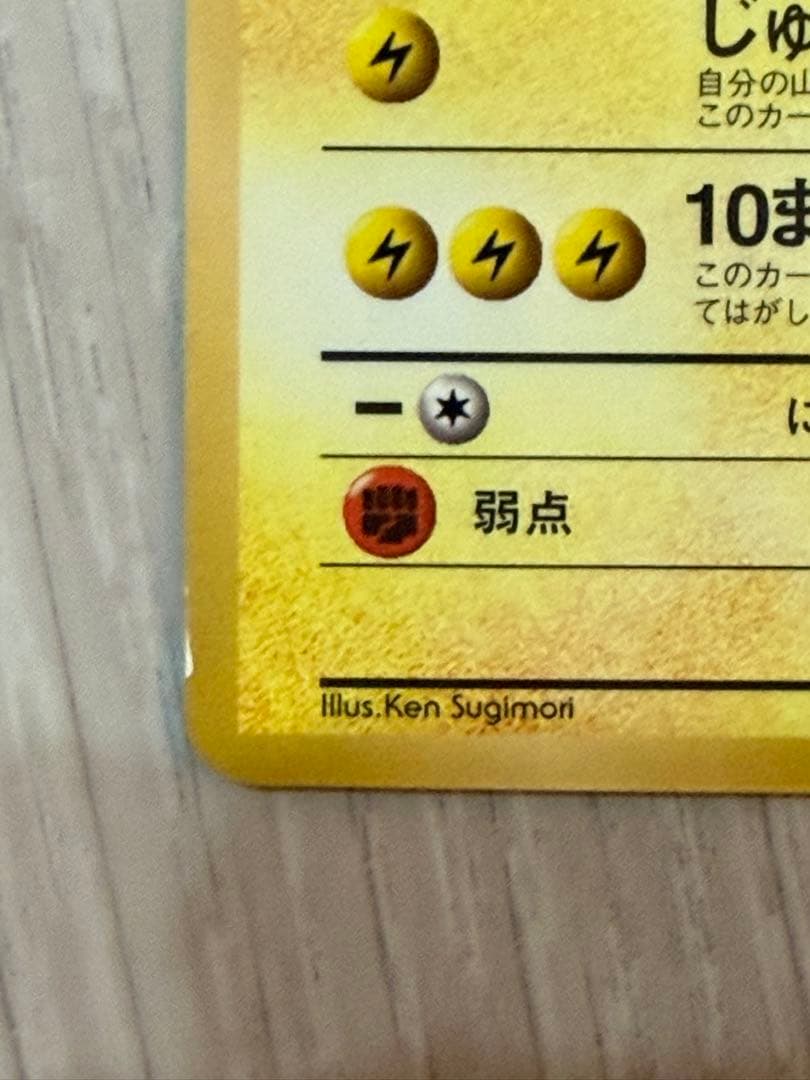 じゅ
自分の山
このカー
10ま
このカー
てはがし
に
弱点
Illus.Ken Sugimori